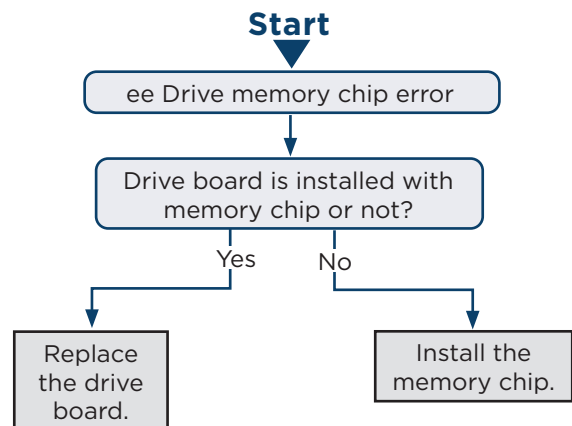 Start
ee Drive memory chip error
Drive board is installed with
memory chip or not?
Yes
No
Replace
the drive
board.
Install the
memory chip.